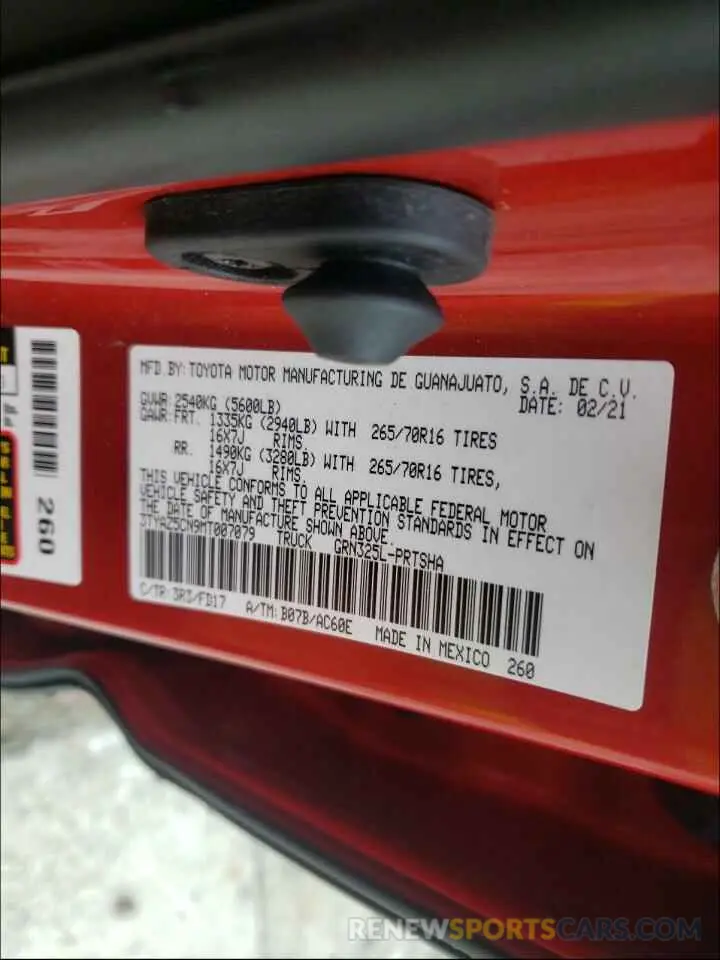 MFD BY: TOYOTA MOTOR MANUFACTURING DE GUANAJUATO, S.A. DE C.V.
DATE: 02/21
GVWR: 2540KG (5600LB)
GAWR: FRT. 1335KG (2940LB) WITH 265/70R16 TIRES
16X7J RIMS.
RR. 1490KG (3280LB) WITH 265/70R16 TIRES,
16X7J RIMS.
THIS VEHICLE CONFORMS TO ALL APPLICABLE FEDERAL MOTOR
VEHICLE SAFETY AND THEFT PREVENTION STANDARDS IN EFFECT ON
THE DATE OF MANUFACTURE SHOWN ABOVE.
3TYAZ5CN9MT007079 TRUCK GRN325L-PRTSHA
C/TR: 3R3/FD17 A/TM: B07B/AC60E MADE IN MEXICO 260
260
RENEWSPORTSCARS.COM